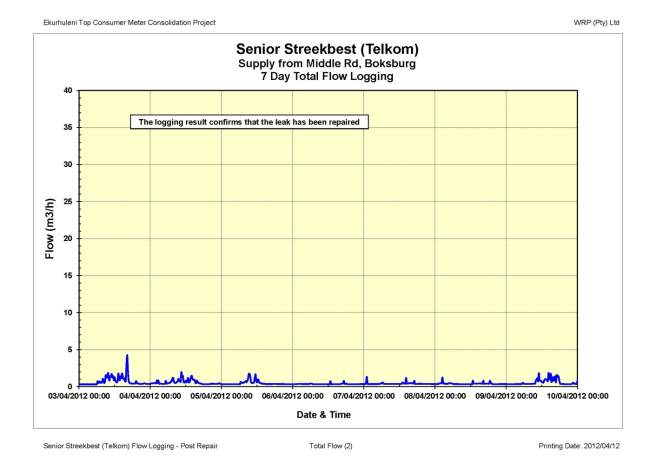 Ekurhuleni Top Consumer Meter Consolidation Project WRP (Pty) Ltd
Senior Streekbest (Telkom)
Supply from Middle Rd, Boksburg
7 Day Total Flow Logging
40
The logging result confirms that the leak has been repaired
35
30
25
20
15
10
5
0
Flow (m3/h)
03/04/2012 00:00 04/04/2012 00:00 05/04/2012 00:00 06/04/2012 00:00 07/04/2012 00:00 08/04/2012 00:00 09/04/2012 00:00 10/04/2012 00:00
Date & Time
Senior Streekbest (Telkom) Flow Logging - Post Repair Total Flow (2) Printing Date: 2012/04/12